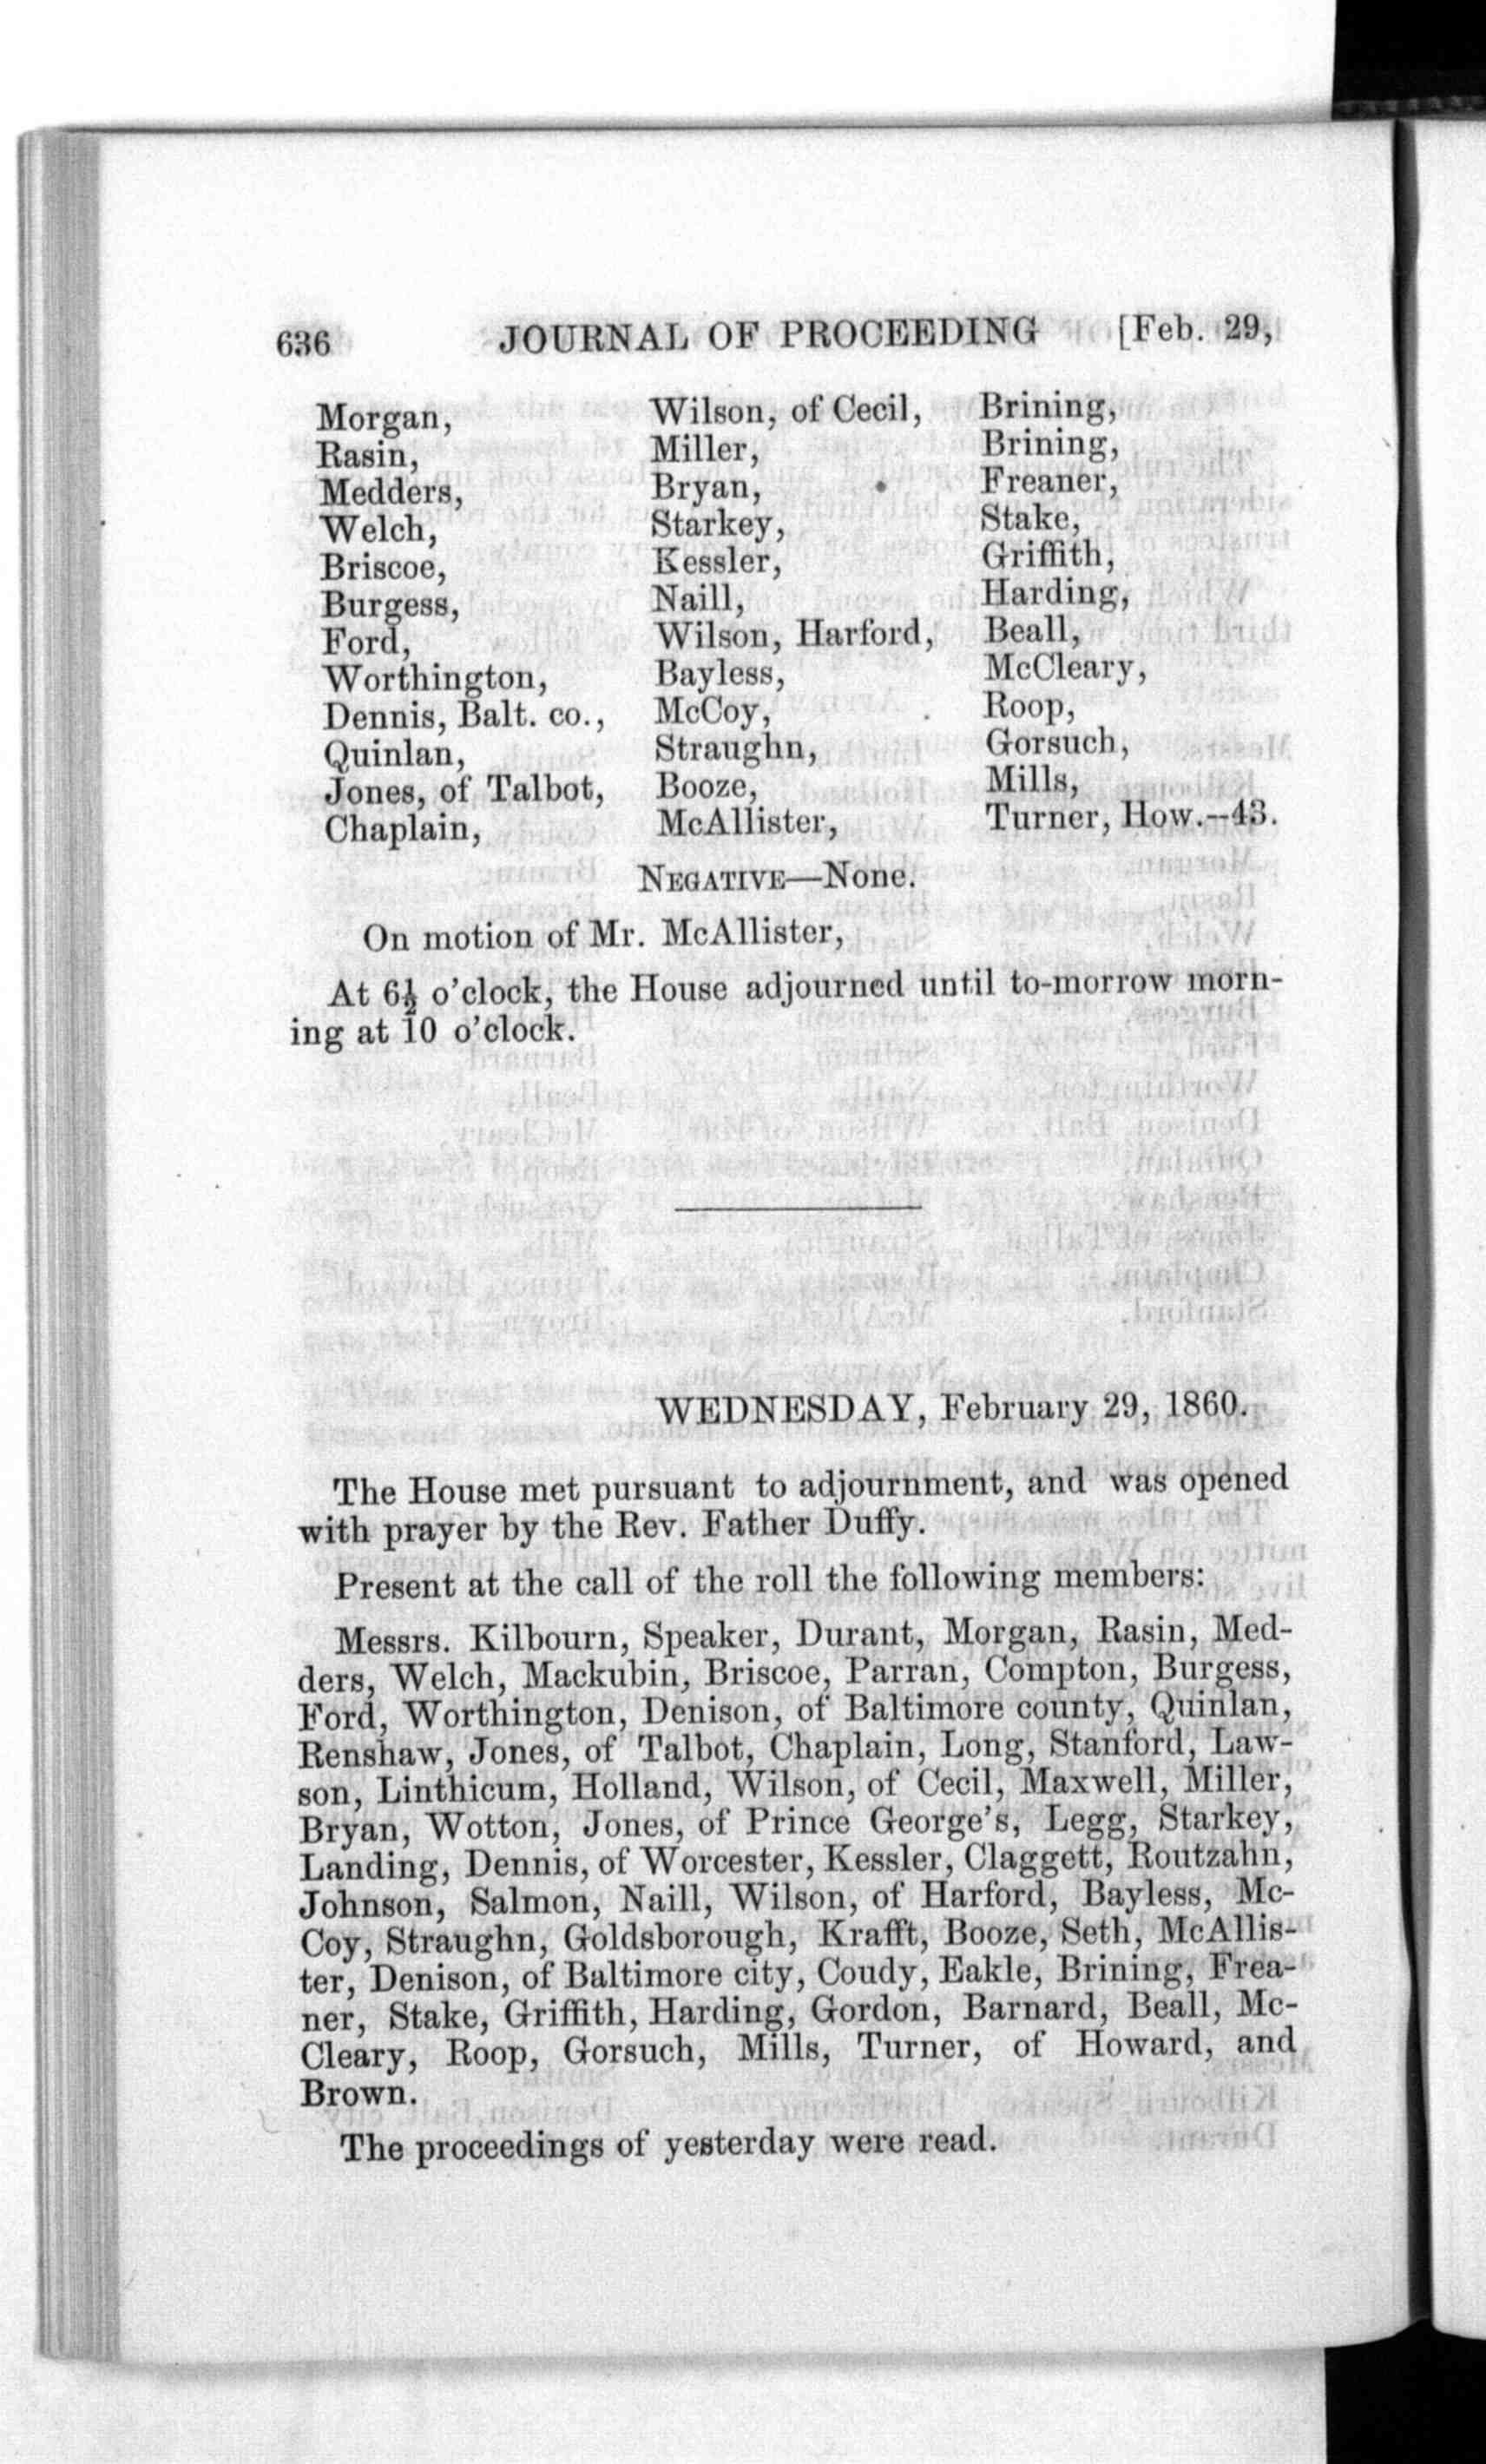 636 JOURNAL OF PROCEEDING [Feb. 29,
Morgan, Wilson, of Cecil, Brining,
Rasin, Miller, Brining,
Medders, Bryan, Freaner,
Welch, Starkey, Stake,
Briscoe, Kessler, Griffith,
Burgess, Naill, Harding,
Ford, Wilson, Harford, Beall,
Worthington, Bayless, McCleary,
Dennis, Balt. co., McCoy, Roop,
Quinlan, Straughn, Gorsuch,
Jones, of Talbot, Booze, Mills,
Chaplain, McAllister, Turner, How.--43.
NEGATIVE—None.
On motion of Mr. McAllister,
At 6½ o'clock, the House adjourned until to-morrow morn-
ing at 10 o'clock.
WEDNESDAY, February 29, 1860.
The House met pursuant to adjournment, and was opened
with prayer by the Rev. Father Duffy.
Present at the call of the roll the following members:
Messrs. Kilbourn, Speaker, Durant, Morgan, Rasin, Med-
ders, Welch, Mackubin, Briscoe, Parran, Compton, Burgess,
Ford, Worthington, Denison, of Baltimore county, Quinlan,
Renshaw, Jones, of Talbot, Chaplain, Long, Stanford, Law-
son, Linthicum, Holland, Wilson, of Cecil, Maxwell, Miller,
Bryan, Wotton, Jones, of Prince George's, Legg, Starkey,
Landing, Dennis, of Worcester, Kessler, Claggett, Routzahn,
Johnson, Salmon, Naill, Wilson, of Harford, Bayless, Mc-
Coy, Straughn, Goldsborough, Krafft, Booze, Seth, McAllis-
ter, Denison, of Baltimore city, Coudy, Eakle, Brining, Frea-
ner, Stake, Griffith, Harding, Gordon, Barnard, Beall, Mc-
Cleary, Roop, Gorsuch, Mills, Turner, of Howard, and
Brown.
The proceedings of yesterday were read.